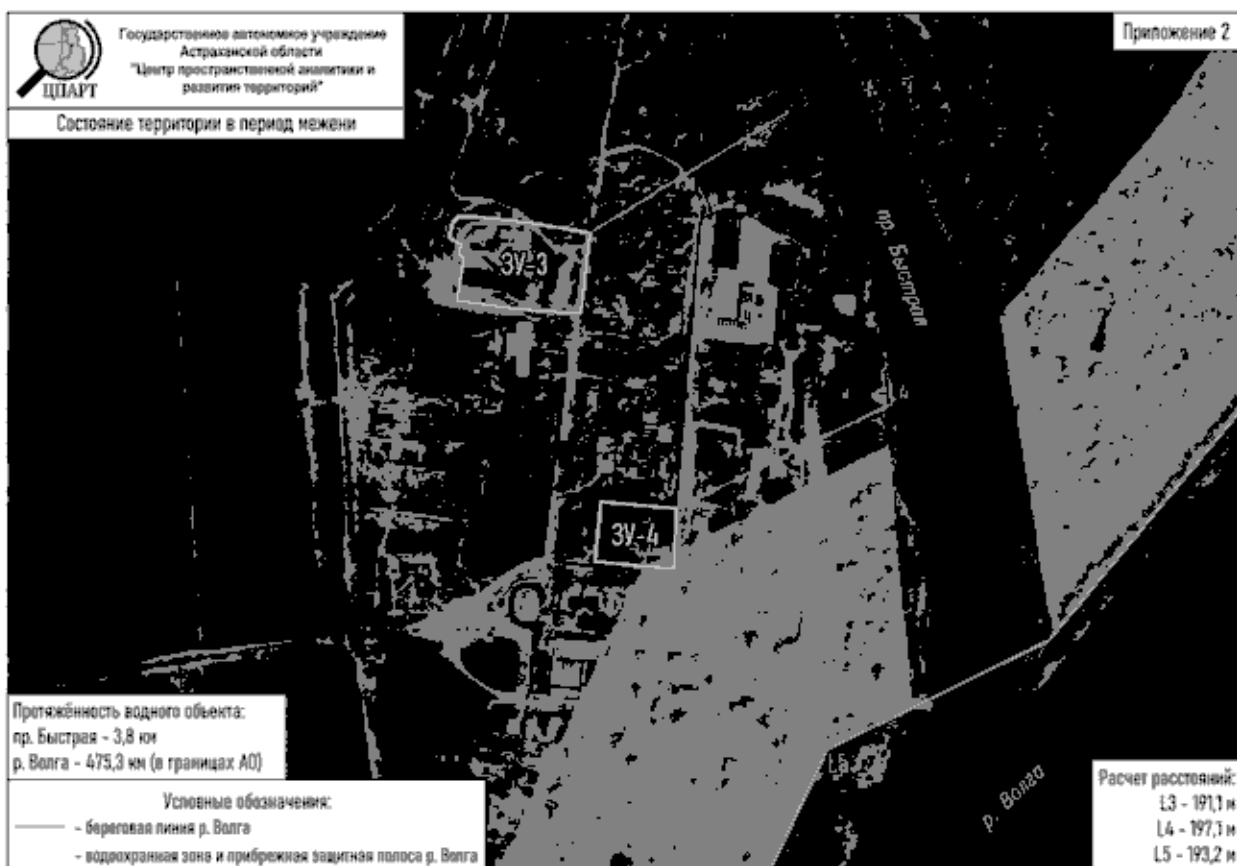 Государственное автономное учреждение
Астраханской области
"Центр пространственной аналитики и
развития территорий"
ЦПАРТ
Приложение 2
Состояние территории в период межени
ЗУ-3
пр. Быстрая
ЗУ-4
L5
р. Волга
Протяжённость водного объекта:
пр. Быстрая - 3,8 км
р. Волга - 475,3 км (в границах АО)
Условные обозначения:
- береговая линия р. Волга
- водоохранная зона и прибрежная защитная полоса р. Волга
Расчет расстояний:
L3 - 191,1 м
L4 - 197,1 м
L5 - 193,2 м